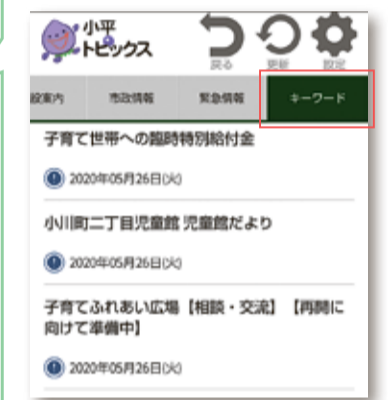 小平
トピックス
戻る 更新 設定
設案内 市政情報 緊急情報 キーワード
子育て世帯への臨時特別給付金
2020年05月26日(火)
小川町二丁目児童館 児童館だより
2020年05月26日(火)
子育てふれあい広場【相談・交流】【再開に
向けて準備中】
2020年05月26日(火)